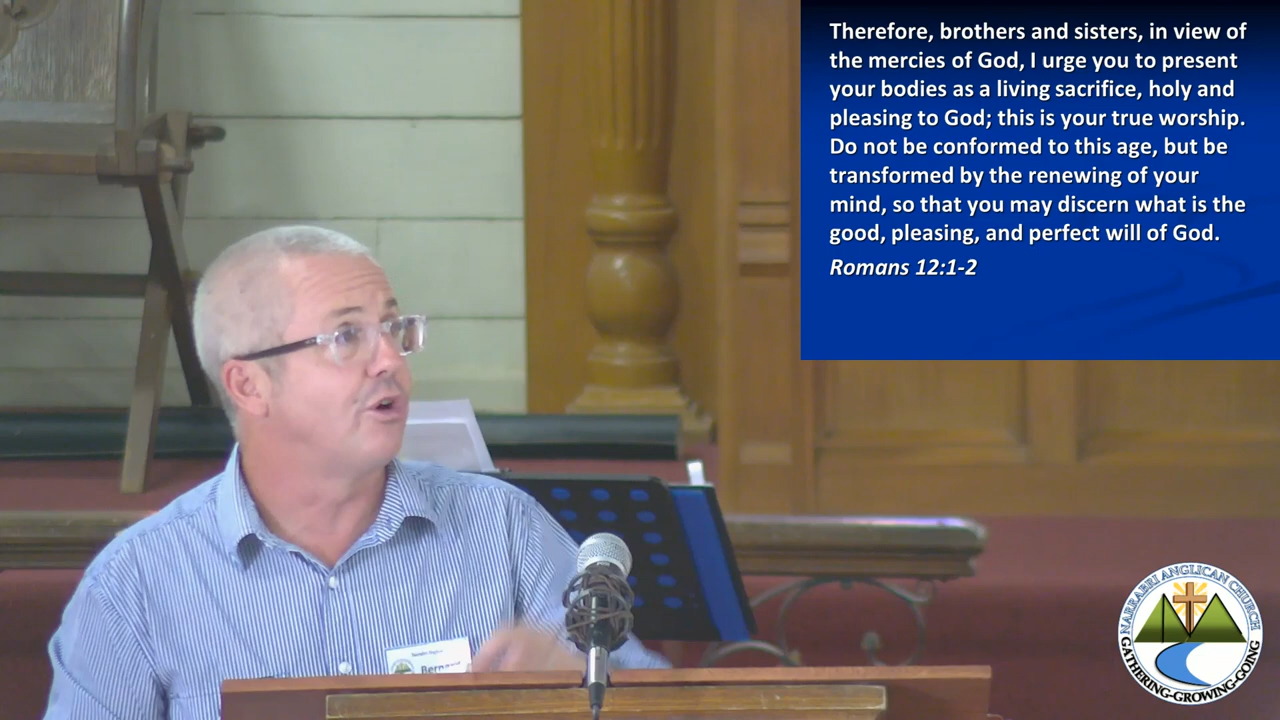 Therefore, brothers and sisters, in view of
the mercies of God, I urge you to present
your bodies as a living sacrifice, holy and
pleasing to God; this is your true worship.
Do not be conformed to this age, but be
transformed by the renewing of your
mind, so that you may discern what is the
good, pleasing, and perfect will of God.
Romans 12:1-2
NARRABRI ANGLICAN CHURCH
GATHERING-GROWING-GOING